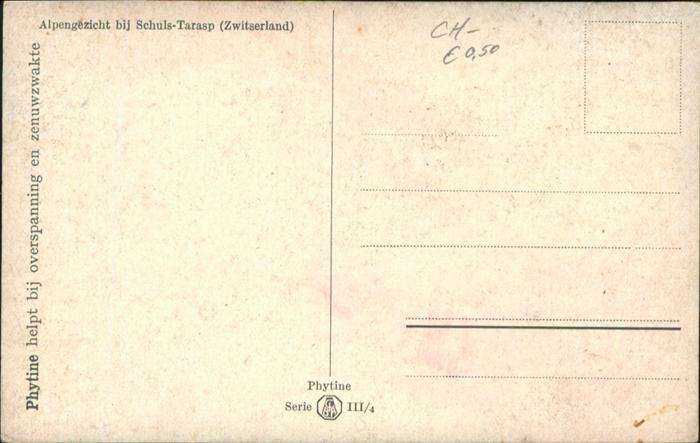 Alpengezicht bij Schuls-Tarasp (Zwitserland)
Phytine helpt bij overspanning en zenuwzwakte
CH-
€ 0,50
Phytine
Serie III/4